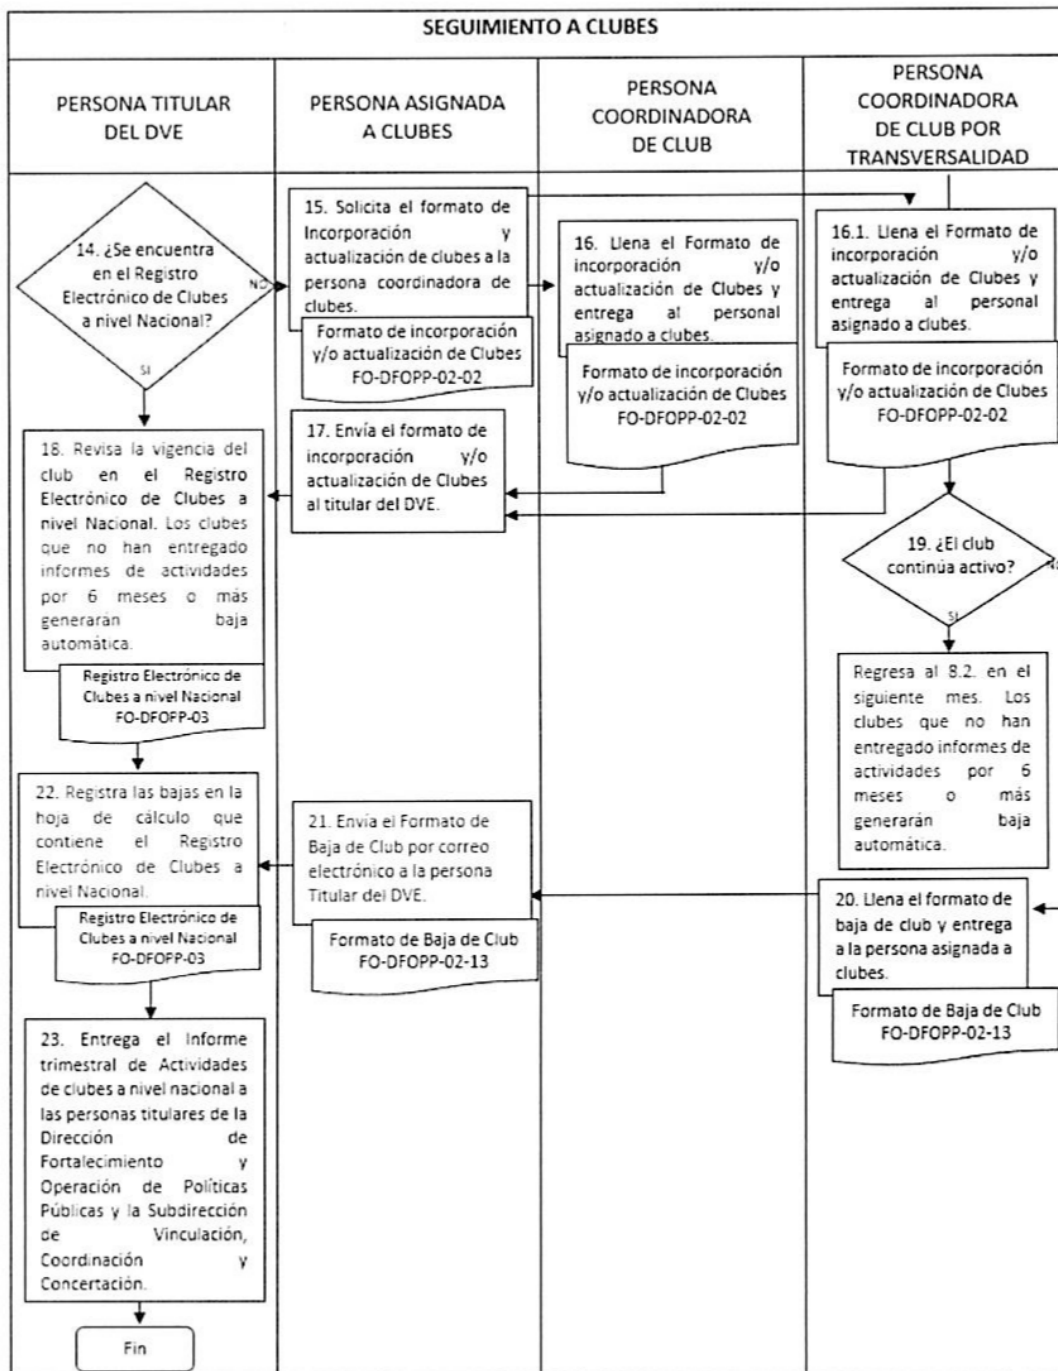 SEGUIMIENTO A CLUBES
PERSONA TITULAR
DEL DVE
PERSONA ASIGNADA
A CLUBES
PERSONA
COORDINADORA
DE CLUB
PERSONA
COORDINADORA
DE CLUB POR
TRANSVERSALIDAD
14. ¿Se encuentra
en el Registro
Electrónico de Clubes
a nivel Nacional?
NO
SI
15. Solicita el formato de
Incorporación y
actualización de clubes a la
persona coordinadora de
clubes.
Formato de incorporación
y/o actualización de Clubes
FO-DFOPP-02-02
16. Llena el Formato de
incorporación y/o
actualización de Clubes y
entrega al personal
asignado a clubes.
Formato de incorporación
y/o actualización de Clubes
FO-DFOPP-02-02
16.1. Llena el Formato de
incorporación y/o
actualización de Clubes y
entrega al personal
asignado a clubes.
Formato de incorporación
y/o actualización de Clubes
FO-DFOPP-02-02
17. Envía el formato de
incorporación y/o
actualización de Clubes
al titular del DVE.
18. Revisa la vigencia del
club en el Registro
Electrónico de Clubes a
nivel Nacional. Los clubes
que no han entregado
informes de actividades
por 6 meses o más
generarán baja
automática.
Registro Electrónico de
Clubes a nivel Nacional
FO-DFOPP-03
19. ¿El club
continúa activo?
No
SI
Regresa al 8.2. en el
siguiente mes. Los
clubes que no han
entregado informes de
actividades por 6
meses o más
generarán baja
automática.
20. Llena el formato de
baja de club y entrega
a la persona asignada a
clubes.
Formato de Baja de Club
FO-DFOPP-02-13
21. Envía el Formato de
Baja de Club por correo
electrónico a la persona
Titular del DVE.
Formato de Baja de Club
FO-DFOPP-02-13
22. Registra las bajas en la
hoja de cálculo que
contiene el Registro
Electrónico de Clubes a
nivel Nacional.
Registro Electrónico de
Clubes a nivel Nacional
FO-DFOPP-03
23. Entrega el Informe
trimestral de Actividades
de clubes a nivel nacional a
las personas titulares de la
Dirección de
Fortalecimiento y
Operación de Políticas
Públicas y la Subdirección
de Vinculación,
Coordinación y
Concertación.
Fin